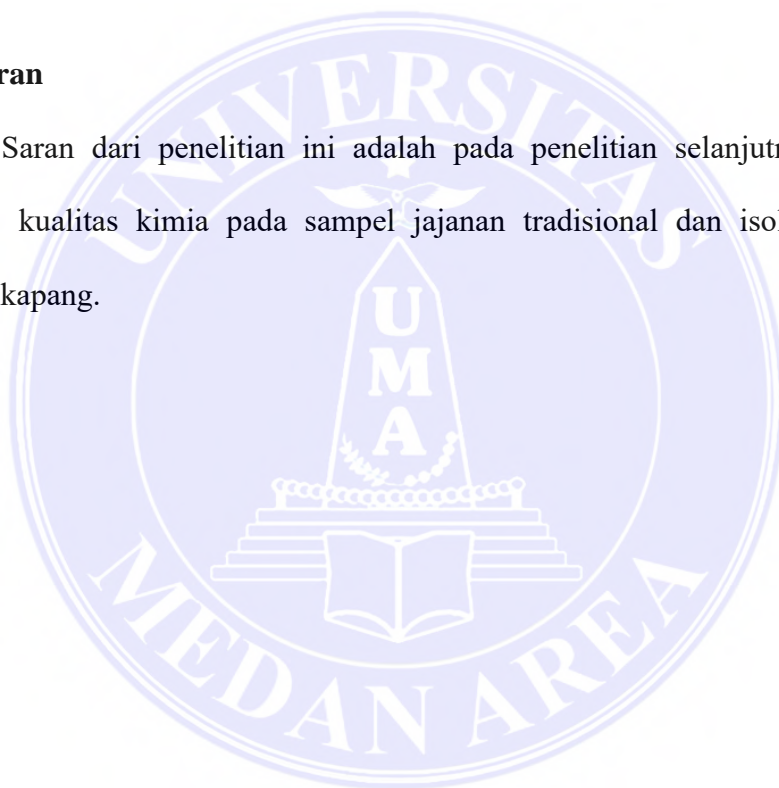 ran
Saran dari penelitian ini adalah pada penelitian selanjutn
kualitas kimia pada sampel jajanan tradisional dan isol
kapang.
UNIVERSITAS
U
M
A
MEDAN AREA